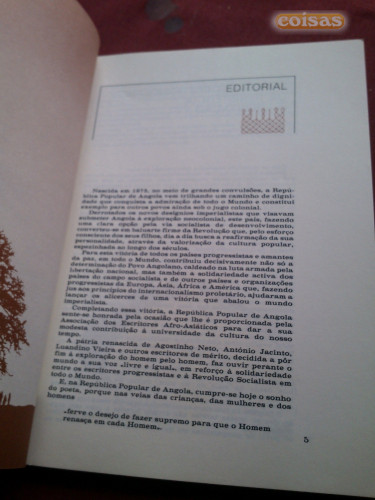 coisas
EDITORIAL
Nascida em 1975, no meio de grandes convulsões, a Repú-
blica Popular de Angola vem trilhando um caminho de digni-
dade que conquista a admiração de todo o Mundo e constitui
exemplo para outros povos ainda sob o jugo colonial.
Derrotados os novos desígnios imperialistas que visavam
submeter Angola à exploração neocolonial, este país, fazendo
uma clara opção pela via socialista de desenvolvimento,
converteu-se em baluarte firme da Revolução que, pelo esforço
consciente dos seus filhos, dia a dia busca a reafirmação da sua
personalidade, através da valorização da cultura popular,
espezinhada ao longo dos séculos.
Para esta vitória de todos os países progressistas e amantes
da paz, em todo o Mundo, contribuiu decisivamente não só a
determinação do Povo Angolano, caldeado na luta armada pela
libertação nacional, mas também a solidariedade activa dos
países do campo socialista e de outros países e organizações
progressistas da Europa, Ásia, África e América que, fazendo
jus aos princípios do internacionalismo proletário, ajudaram a
lançar os alicerces de uma vitória que abalou o mundo
imperialista.
Completando essa vitória, a República Popular de Angola
sente-se honrada pela ocasião que lhe é proporcionada pela
Associação dos Escritores Afro-Asiáticos para dar a sua
modesta contribuição à universidade da cultura do nosso
tempo.
A pátria renascida de Agostinho Neto, António Jacinto,
Luandino Vieira e outros escritores de mérito, decidida a pôr
fim à exploração do homem pelo homem, faz ouvir perante o
mundo a sua voz „livre e igual„, em reforço à solidariedade
entre os escritores progressistas e à Revolução Socialista em
todo o Mundo.
E, na República Popular de Angola, cumpre-se hoje o sonho
do poeta, porque nas veias das crianças, das mulheres e dos
homens
„ferve o desejo de fazer supremo para que o Homem
renasça em cada Homem„.
5